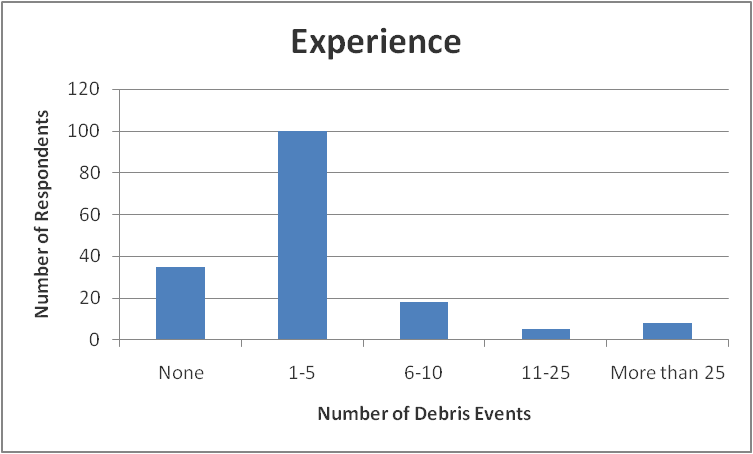 Experience
Number of Respondents
120
100
80
60
40
20
0
None 1-5 6-10 11-25 More than 25
Number of Debris Events